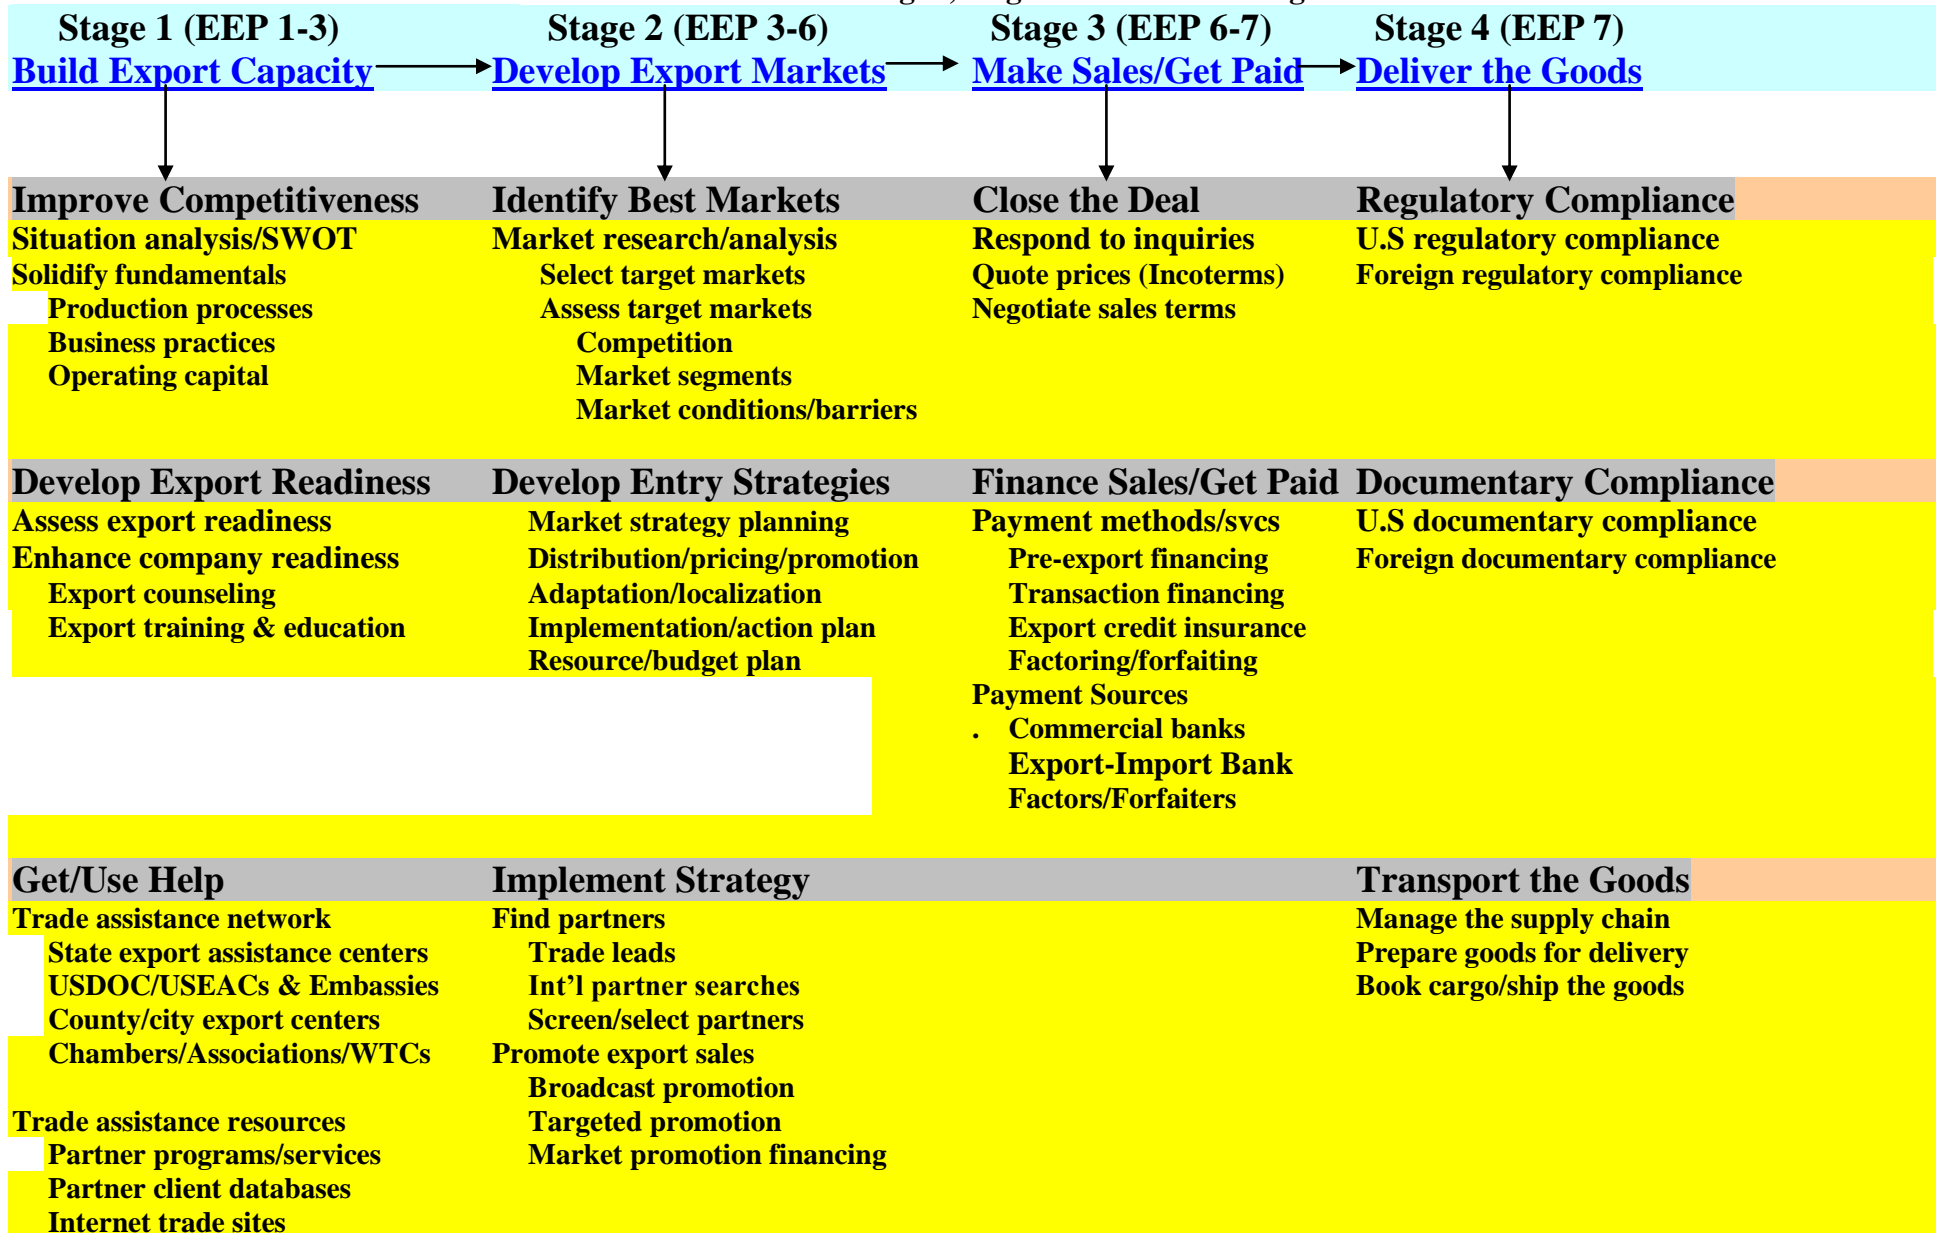 Stage 1 (EEP 1-3) Stage 2 (EEP 3-6) Stage 3 (EEP 6-7) Stage 4 (EEP 7)
Build Export Capacity Develop Export Markets Make Sales/Get Paid Deliver the Goods
Improve Competitiveness Identify Best Markets Close the Deal Regulatory Compliance
Situation analysis/SWOT Market research/analysis Respond to inquiries U.S regulatory compliance
Solidify fundamentals Select target markets Quote prices (Incoterms) Foreign regulatory compliance
Production processes Assess target markets Negotiate sales terms
Business practices Competition
Operating capital Market segments
Market conditions/barriers
Develop Export Readiness Develop Entry Strategies Finance Sales/Get Paid Documentary Compliance
Assess export readiness Market strategy planning Payment methods/svcs U.S documentary compliance
Enhance company readiness Distribution/pricing/promotion Pre-export financing Foreign documentary compliance
Export counseling Adaptation/localization Transaction financing
Export training & education Implementation/action plan Export credit insurance
Resource/budget plan Factoring/forfaiting
Payment Sources
. Commercial banks
Export-Import Bank
Factors/Forfaiters
Get/Use Help Implement Strategy Transport the Goods
Trade assistance network Find partners Manage the supply chain
State export assistance centers Trade leads Prepare goods for delivery
USDOC/USEACs & Embassies Int’l partner searches Book cargo/ship the goods
County/city export centers Screen/select partners
Chambers/Associations/WTCs Promote export sales
Broadcast promotion
Trade assistance resources Targeted promotion
Partner programs/services Market promotion financing
Partner client databases
Internet trade sites